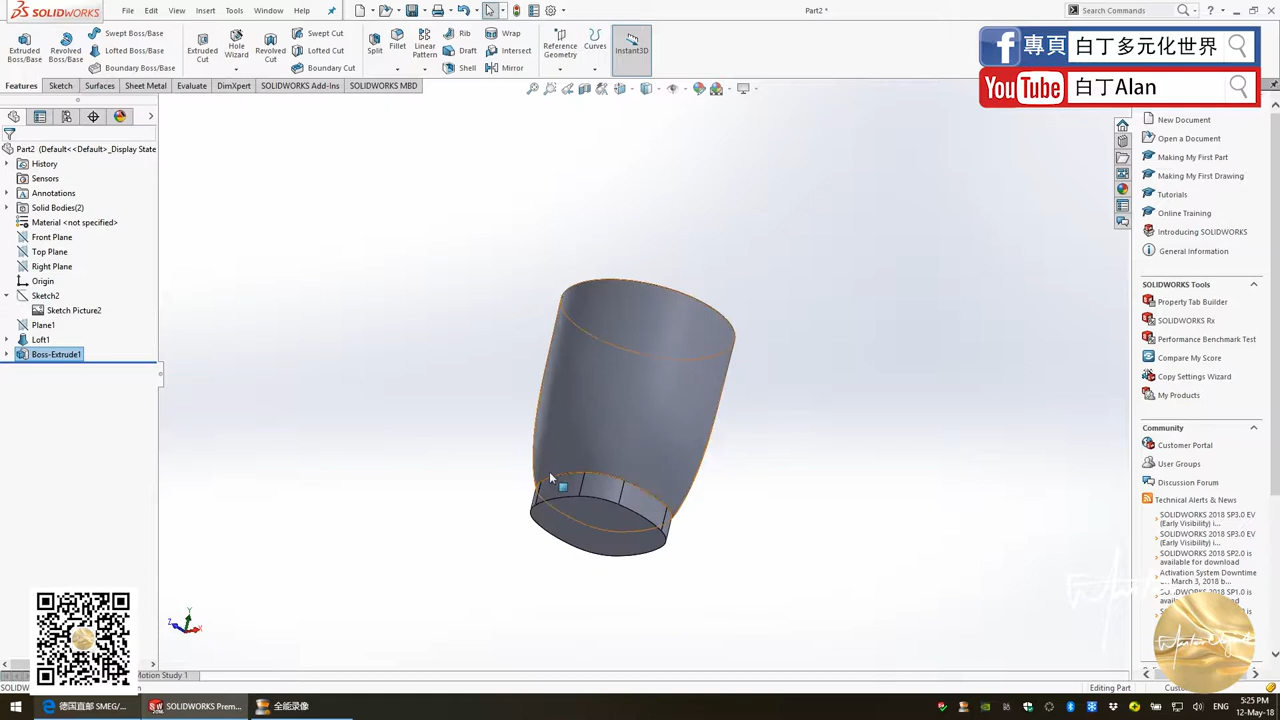 SOLIDWORKS
File
Edit
View
Insert
Tools
Window
Help
Part2 *
Search Commands
Extruded Boss/Base
Revolved Boss/Base
Swept Boss/Base
Lofted Boss/Base
Boundary Boss/Base
Extruded Cut
Hole Wizard
Revolved Cut
Swept Cut
Lofted Cut
Boundary Cut
Split
Fillet
Linear Pattern
Rib
Draft
Shell
Wrap
Intersect
Mirror
Reference Geometry
Curves
Instant3D
專頁 白丁多元化世界
YouTube 白丁Alan
Features
Sketch
Surfaces
Sheet Metal
Evaluate
DimXpert
SOLIDWORKS Add-Ins
SOLIDWORKS MBD
Part2 (Default<<Default>_Display State
History
Sensors
Annotations
Solid Bodies(2)
Material <not specified>
Front Plane
Top Plane
Right Plane
Origin
Sketch2
Sketch Picture2
Plane1
Loft1
Boss-Extrude1
New Document
Open a Document
Making My First Part
Making My First Drawing
Tutorials
Online Training
Introducing SOLIDWORKS
General Information
SOLIDWORKS Tools
Property Tab Builder
SOLIDWORKS Rx
Performance Benchmark Test
Compare My Score
Copy Settings Wizard
My Products
Community
Customer Portal
User Groups
Discussion Forum
Technical Alerts & News
SOLIDWORKS 2018 SP3.0 EV
(Early Visibility) i...
SOLIDWORKS 2018 SP3.0 EV
(Early Visibility) i...
SOLIDWORKS 2018 SP2.0 is
available for download
Activation System Downtime
March 3, 2018 b...
Y
Z
X
Motion Study 1
Editing Part
德国直邮 SMEG/...
SOLIDWORKS Prem...
全能录像
ENG
5:25 PM
12-May-18